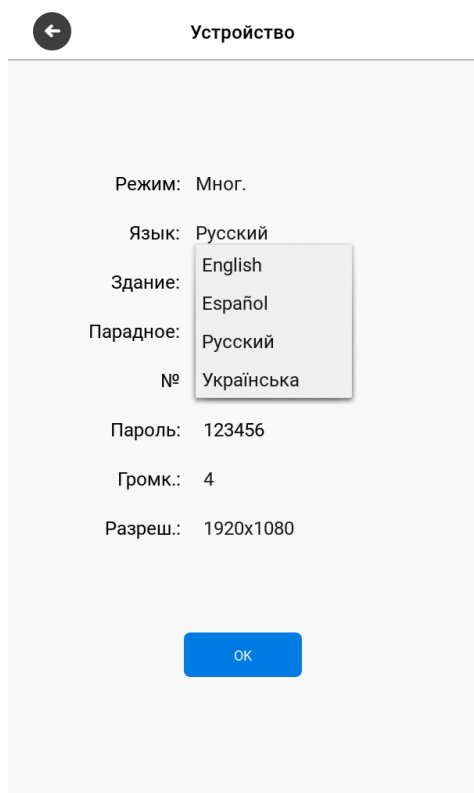 Устройство
Режим: Мног.
Язык: Русский
English
Здание:
Español
Парадное:
Русский
№
Українська
Пароль: 123456
Громк.: 4
Разреш.: 1920x1080
OK